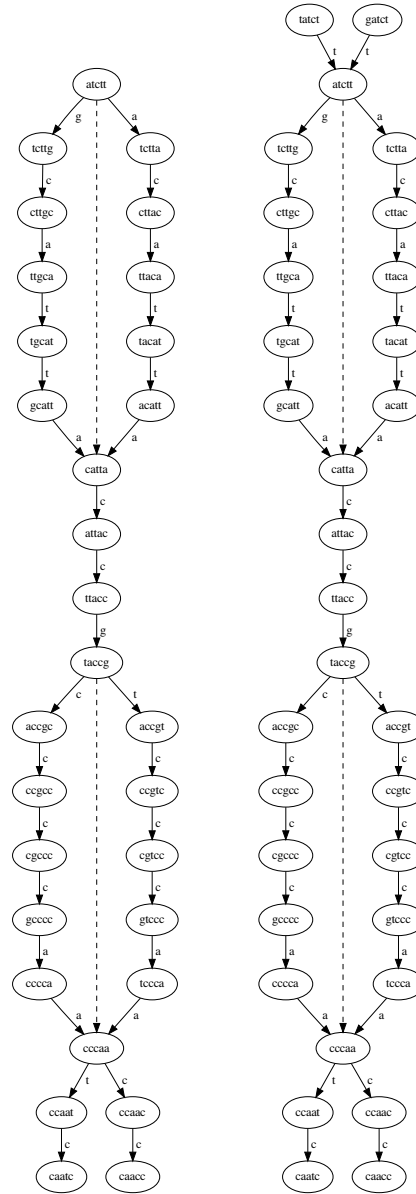 tatct gatct
t t
atctt atctt
g a g a
tcttg tctta tcttg tctta
c c c c
cttgc cttac cttgc cttac
a a a a
ttgca ttaca ttgca ttaca
t t t t
tgcat tacat tgcat tacat
t t t t
gcatt acatt gcatt acatt
a a a a
catta catta
c c
attac attac
c c
ttacc ttacc
g g
taccg taccg
c t c t
accgc accgt accgc accgt
c c c c
ccgcc ccgtc ccgcc ccgtc
c c c c
cgccc cgtcc cgccc cgtcc
c c c c
gcccc gtccc gcccc gtccc
a a a a
cccca tccca cccca tccca
a a a a
cccaa cccaa
t c t c
ccaat ccaac ccaat ccaac
c c c c
caatc caacc caatc caacc